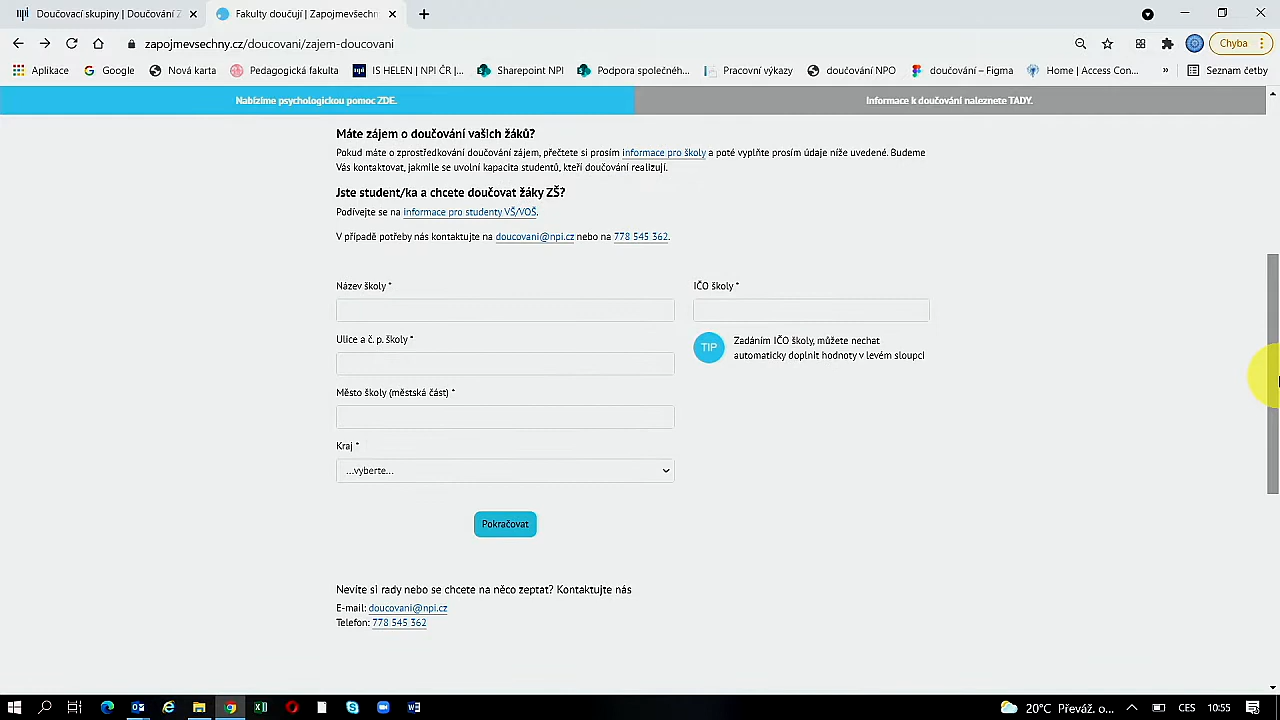 Doučovací skupiny | Doučování Z
Fakulty doučují | Zapojmevšechn
zapojmevsechny.cz/doucovani/zajem-doucovani
Chyba
Aplikace
Google
Nová karta
Pedagogická fakulta
IS HELEN | NPI ČR |...
Sharepoint NPI
Podpora společnéh...
Pracovní výkazy
doučování NPO
doučování – Figma
Home | Access Con...
»
Seznam četby
Nabízíme psychologickou pomoc ZDE.
Informace k doučování naleznete TADY.
Máte zájem o doučování vašich žáků?
Pokud máte o zprostředkování doučování zájem, přečtete si prosím informace pro školy a poté vyplňte prosím údaje níže uvedené. Budeme
Vás kontaktovat, jakmile se uvolní kapacita studentů, kteří doučování realizují.
Jste student/ka a chcete doučovat žáky ZŠ?
Podívejte se na informace pro studenty VŠ/VOŠ.
V případě potřeby nás kontaktujte na doucovani@npi.cz nebo na 778 545 362.
Název školy *
IČO školy *
Ulice a č. p. školy *
TIP
Zadáním IČO školy, můžete nechat
automaticky doplnit hodnoty v levém sloupci
Město školy (městská část) *
Kraj *
...vyberte...
Pokračovat
Nevíte si rady nebo se chcete na něco zeptat? Kontaktujte nás
E-mail: doucovani@npi.cz
Telefon: 778 545 362
20°C Převáž. o...
CES
10:55